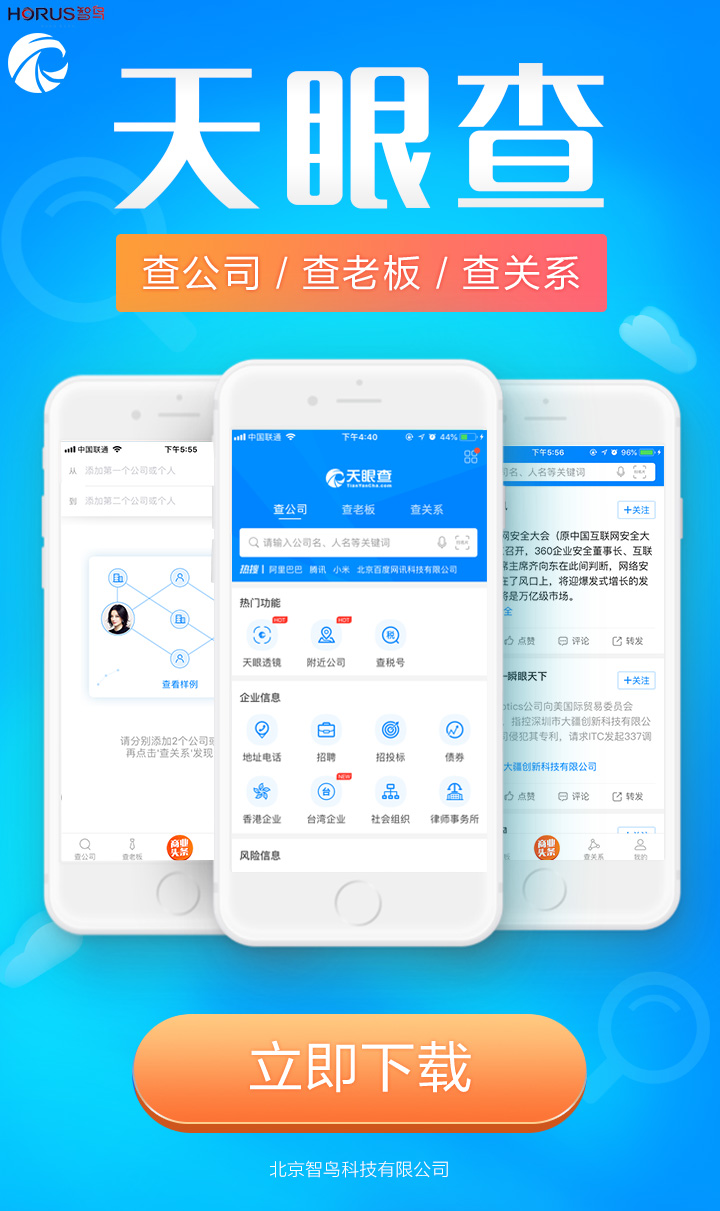 HORUS智鸟
天眼查
查公司 / 查老板 / 查关系
中国联通 下午5:55
从 添加第一个公司或个人
到 添加第二个公司或个人
查看样例
请分别添加2个公司或
再点击'查关系'发现
查公司 查老板 商业头条
中国联通 下午4:40 44%
天眼查
TianYanCha.com
查公司 查老板 查关系
请输入公司名、人名等关键词
热搜 阿里巴巴 腾讯 小米 北京百度网讯科技有限公司
热门功能
HOT HOT
天眼透镜 附近公司 查税号
企业信息
地址电话 招聘 招投标 债券
NEW
香港企业 台湾企业 社会组织 律师事务所
风险信息
下午5:56 96%
司名、人名等关键词
+关注
网安全大会（原中国互联网安全大
召开，360企业安全董事长、互联
席主席齐向东在此间判断，网络安
在了风口上，将迎爆发式增长的发
将是万亿级市场。
全
点赞 评论 转发
一瞬眼天下
+关注
otics公司向美国际贸易委员会
，指控深圳市大疆创新科技有限公
司侵犯其专利，请求ITC发起337调
大疆创新科技有限公司
点赞 评论 转发
商业头条 查关系 我的
立即下载
北京智鸟科技有限公司